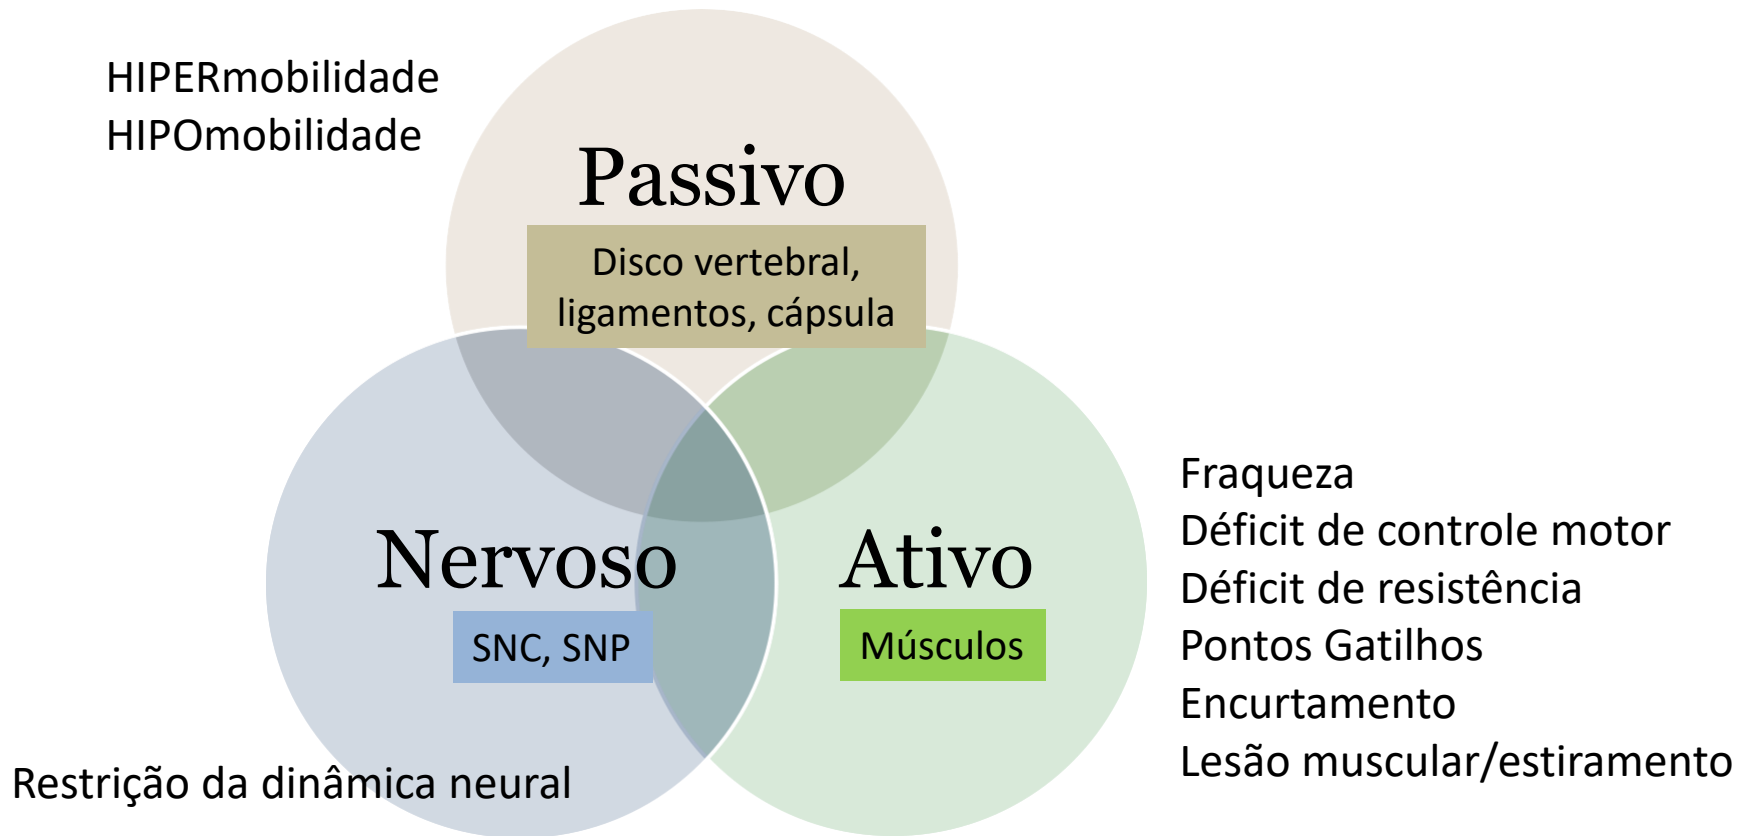 HIPERmobilidade
HIPOmobilidade
Passivo
Disco vertebral,
ligamentos, cápsula
Nervoso
SNC, SNP
Ativo
Músculos
Fraqueza
Déficit de controle motor
Déficit de resistência
Pontos Gatilhos
Encurtamento
Lesão muscular/estiramento
Restrição da dinâmica neural